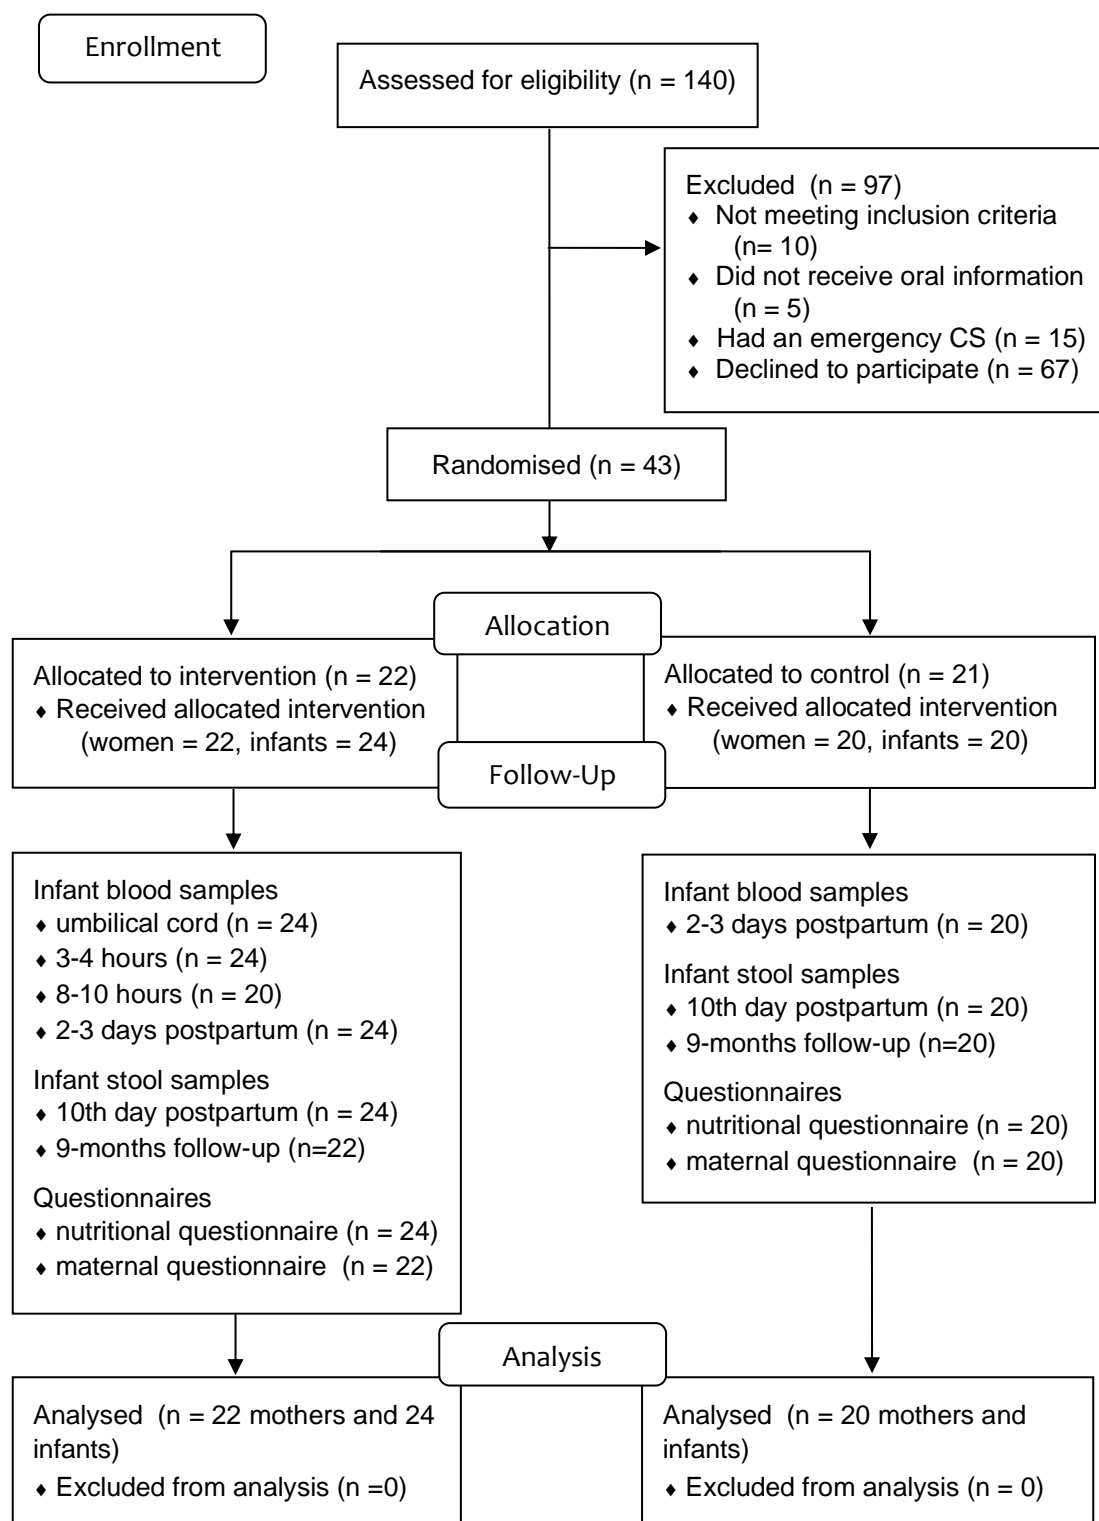 Enrollment
Assessed for eligibility (n = 140)
Excluded  (n = 97)
♦ Not meeting inclusion criteria
(n= 10)
♦ Did not receive oral information
(n = 5)
♦ Had an emergency CS (n = 15)
♦ Declined to participate (n = 67)
Randomised (n = 43)
Allocation
Allocated to intervention (n = 22)
♦ Received allocated intervention
(women = 22, infants = 24)
Allocated to control (n = 21)
♦ Received allocated intervention
(women = 20, infants = 20)
Follow-Up
Infant blood samples
♦ umbilical cord (n = 24)
♦ 3-4 hours (n = 24)
♦ 8-10 hours (n = 20)
♦ 2-3 days postpartum (n = 24)
Infant stool samples
♦ 10th day postpartum (n = 24)
♦ 9-months follow-up (n=22)
Questionnaires
♦ nutritional questionnaire (n = 24)
♦ maternal questionnaire  (n = 22)
Infant blood samples
♦ 2-3 days postpartum (n = 20)
Infant stool samples
♦ 10th day postpartum (n = 20)
♦ 9-months follow-up (n=20)
Questionnaires
♦ nutritional questionnaire (n = 20)
♦ maternal questionnaire  (n = 20)
Analysis
Analysed  (n = 22 mothers and 24
infants)
♦ Excluded from analysis (n =0)
Analysed  (n = 20 mothers and
infants)
♦ Excluded from analysis (n = 0)